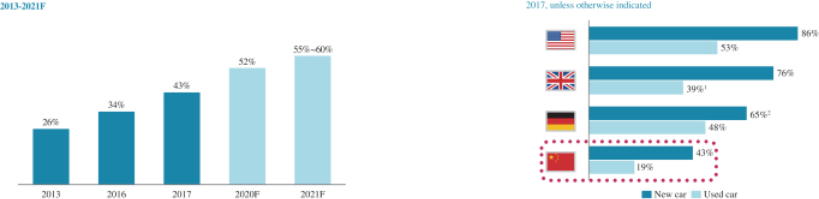 2013-2021F
26%
34%
43%
52%
55%~60%
2013
2016
2017
2020F
2021F
2017, unless otherwise indicated
86%
53%
76%
39%¹
65%²
48%
43%
19%
New car
Used car